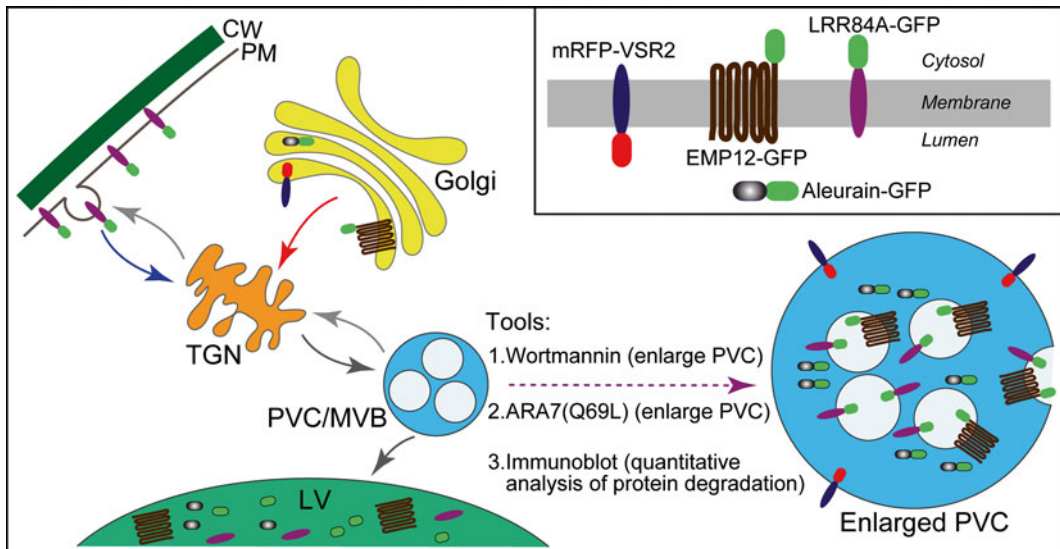 CW
PM
Golgi
TGN
PVC/MVB
LV
Tools:
1.Wortmannin (enlarge PVC)
2.ARA7(Q69L) (enlarge PVC)
3.Immunoblot (quantitative
analysis of protein degradation)
mRFP-VSR2
LRR84A-GFP
Cytosol
Membrane
Lumen
EMP12-GFP
Aleurain-GFP
Enlarged PVC